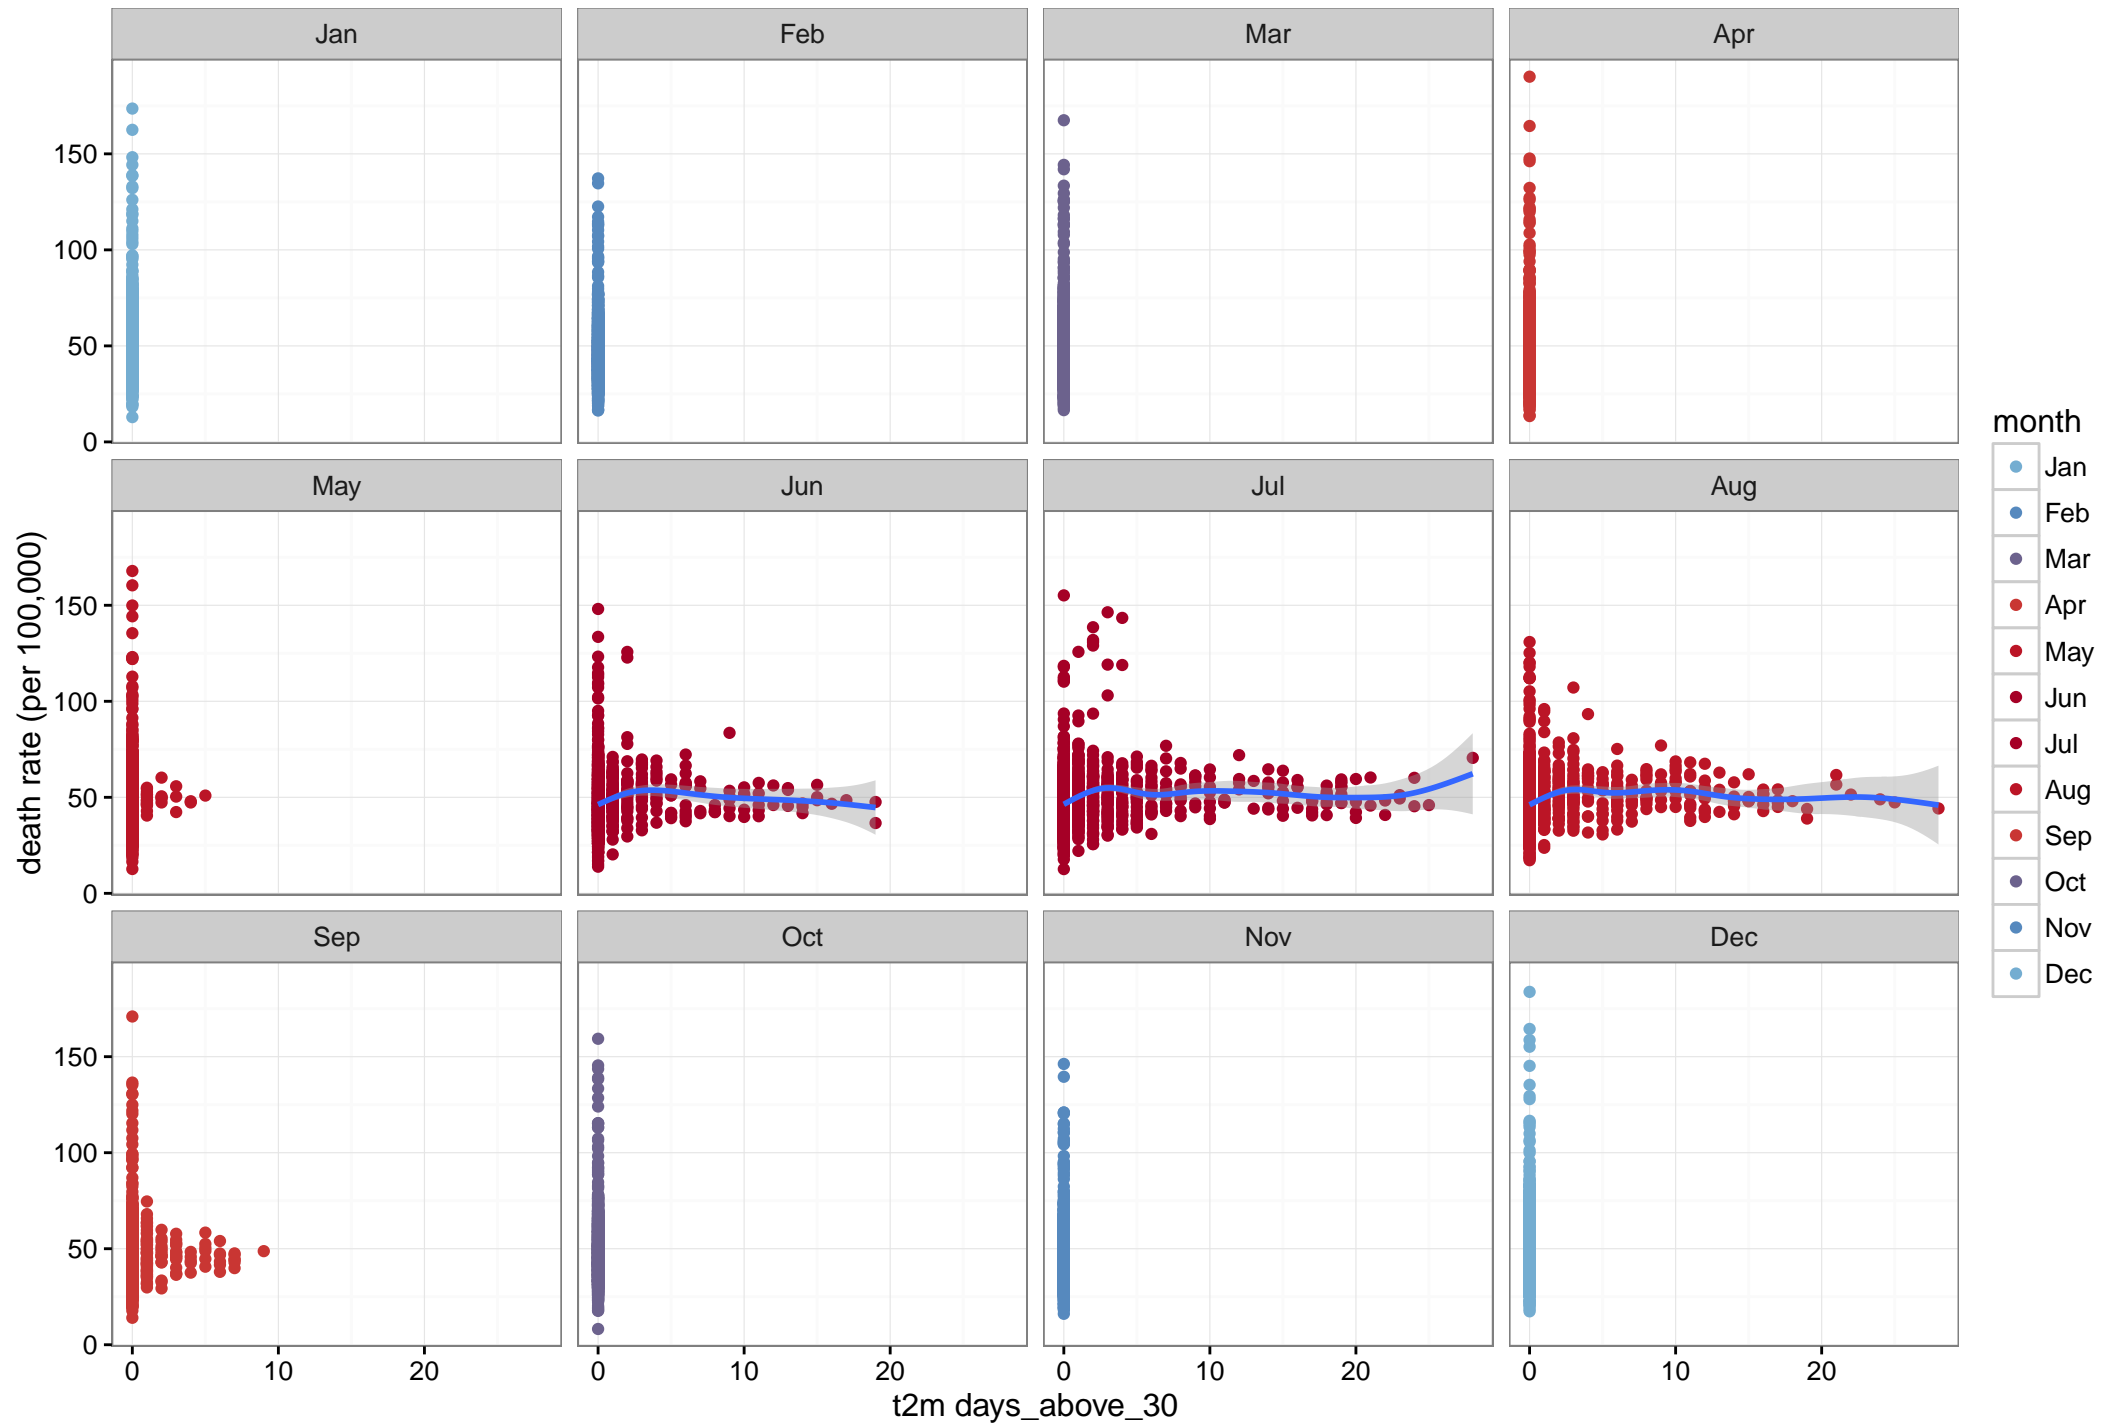 Jan Feb Mar Apr
150
100
50
0
May Jun Jul Aug
150
100
50
0
Sep Oct Nov Dec
150
100
50
0
0 10 20 0 10 20 0 10 20 0 10 20
t2m days_above_30
death rate (per 100,000)
month
Jan
Feb
Mar
Apr
May
Jun
Jul
Aug
Sep
Oct
Nov
Dec